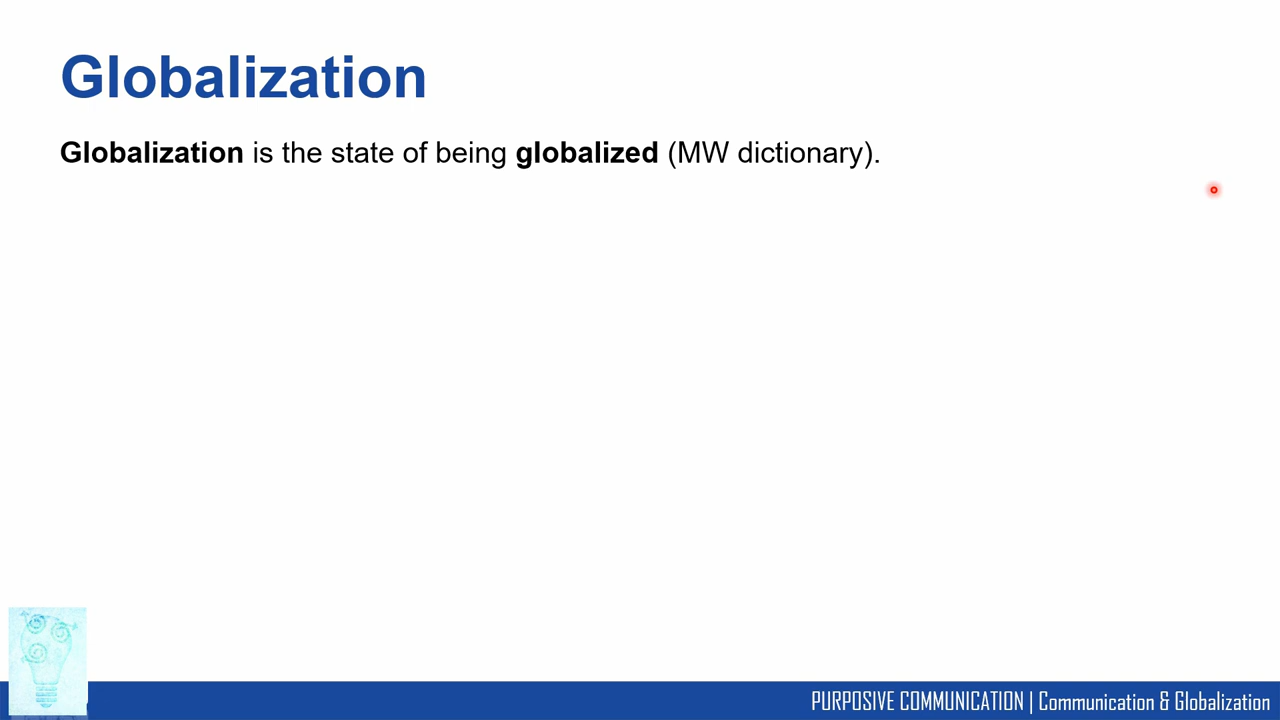 Globalization
Globalization is the state of being globalized (MW dictionary).
PURPOSIVE COMMUNICATION | Communication & Globalization